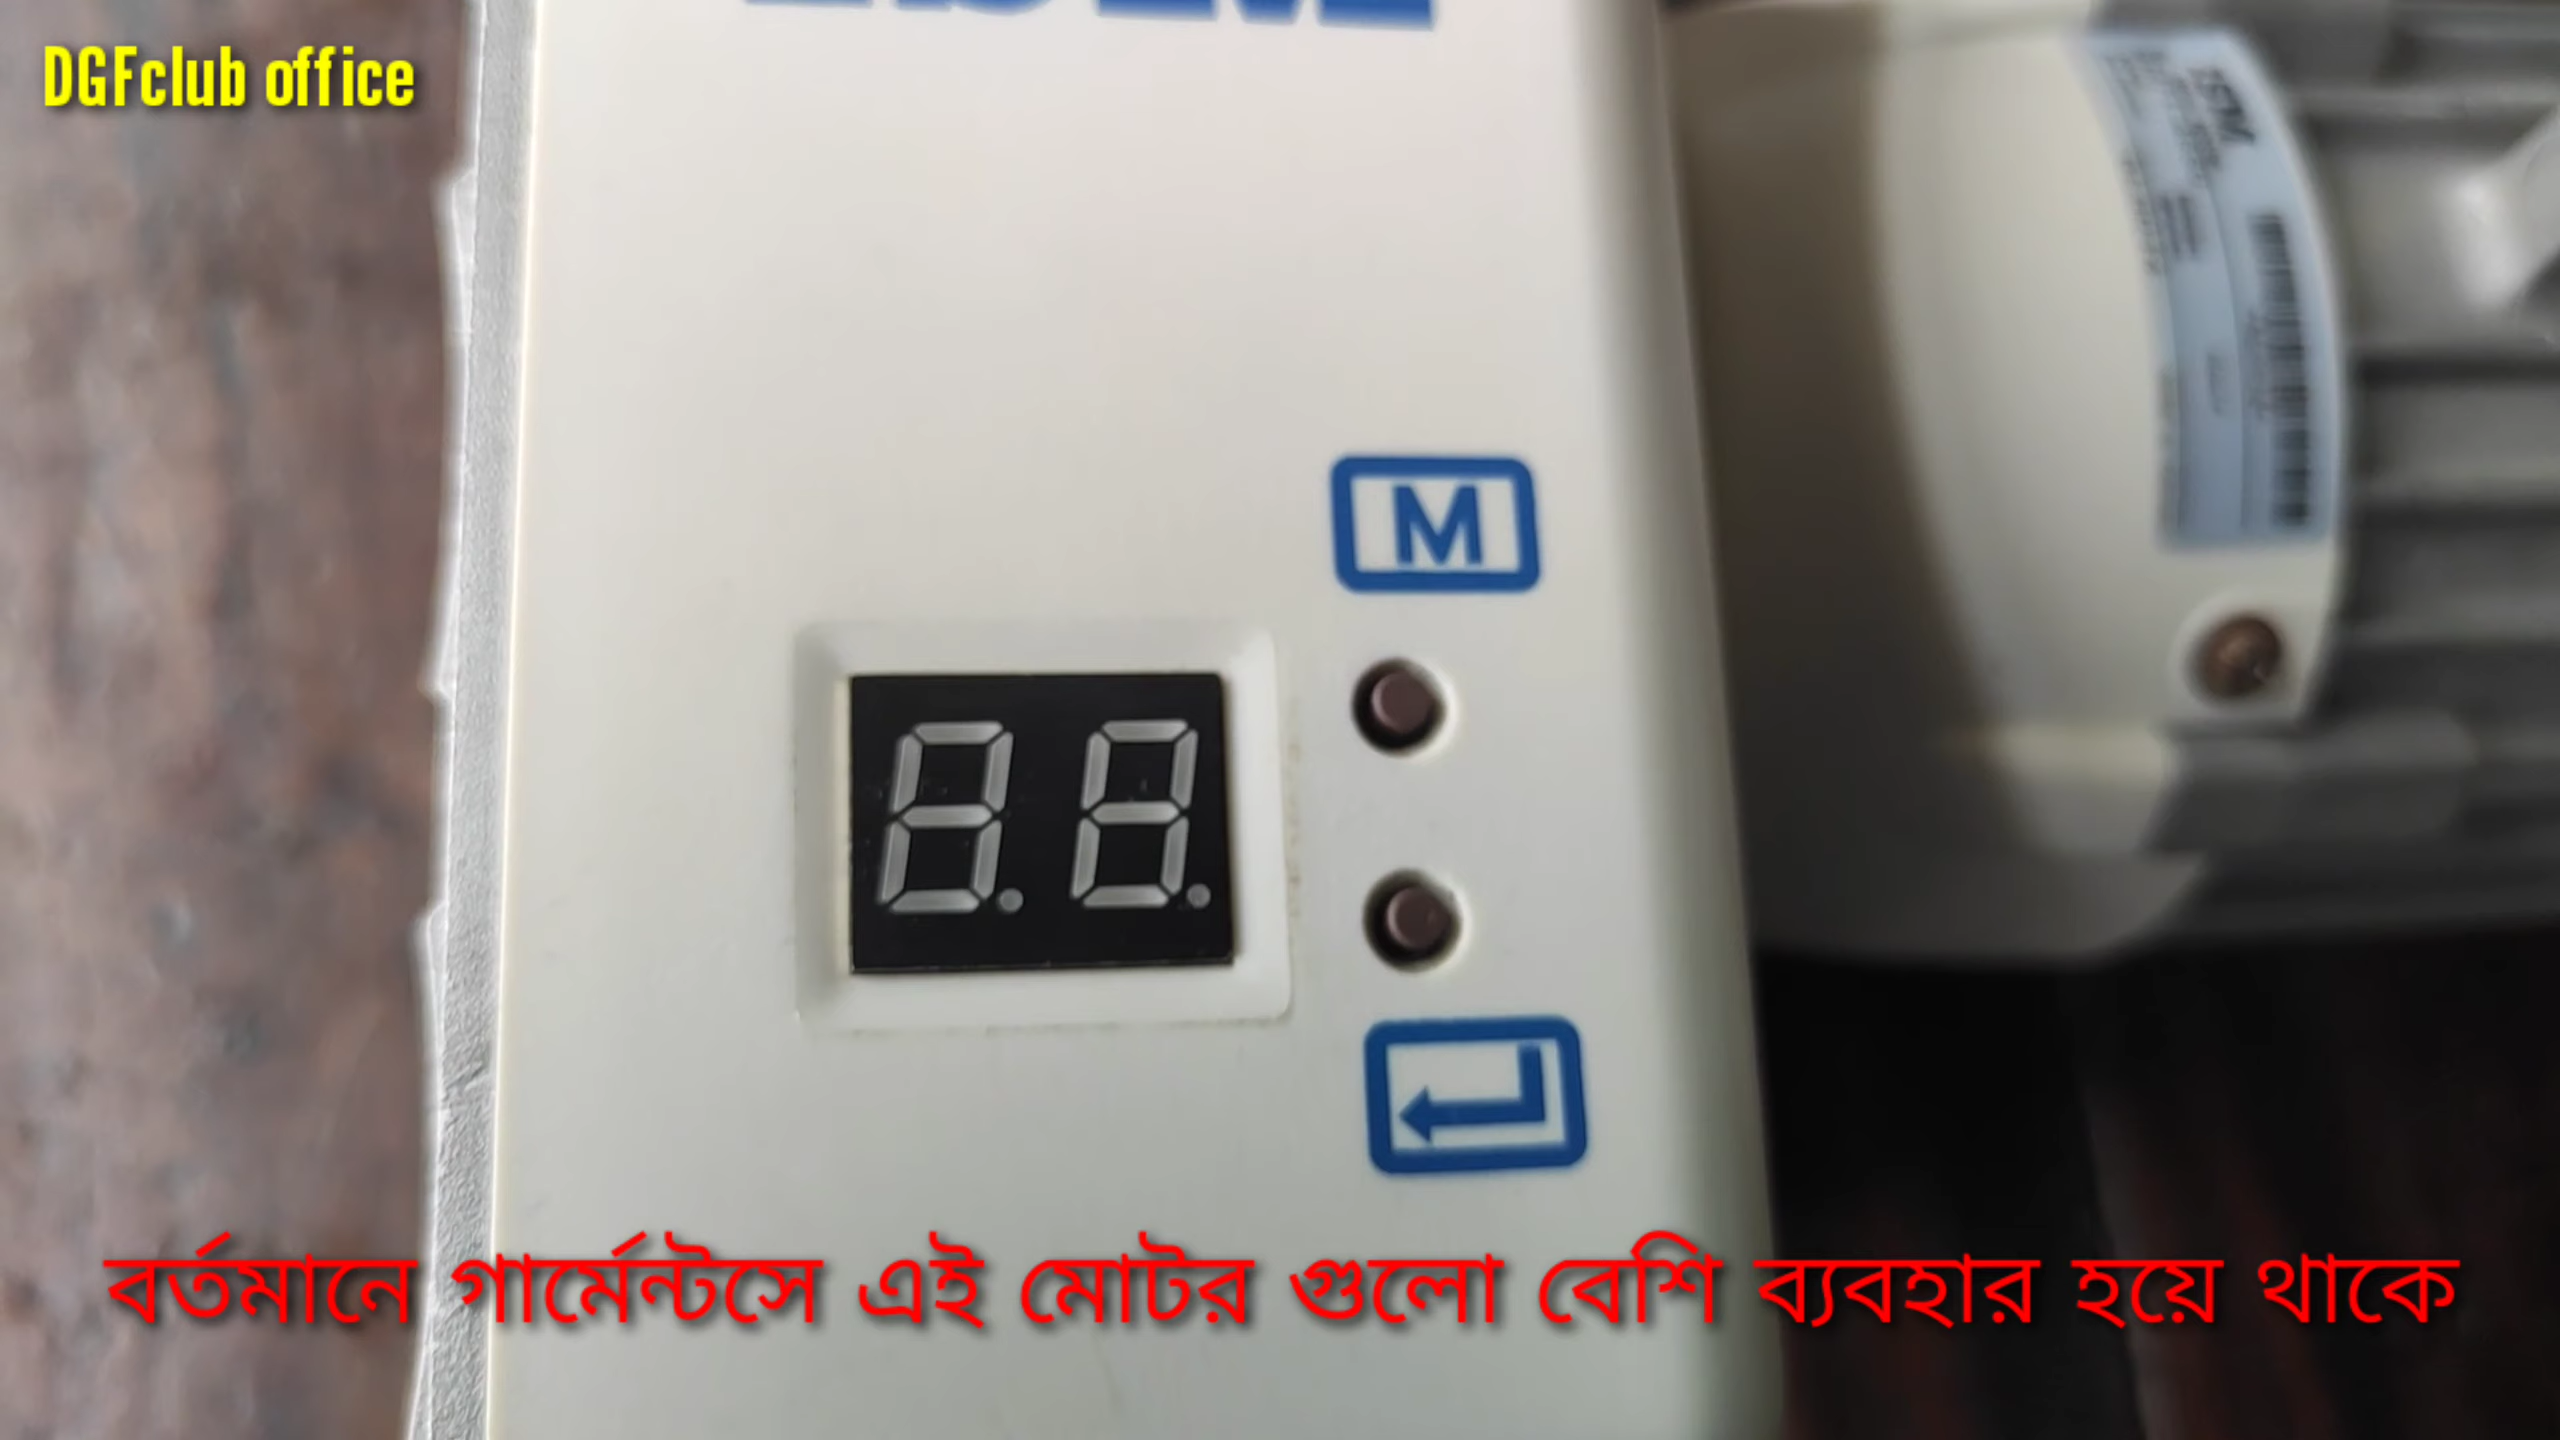 DGFclub office
M
বর্তমানে গার্মেন্টসে এই মোটর গুলো বেশি ব্যবহার হয়ে থাকে